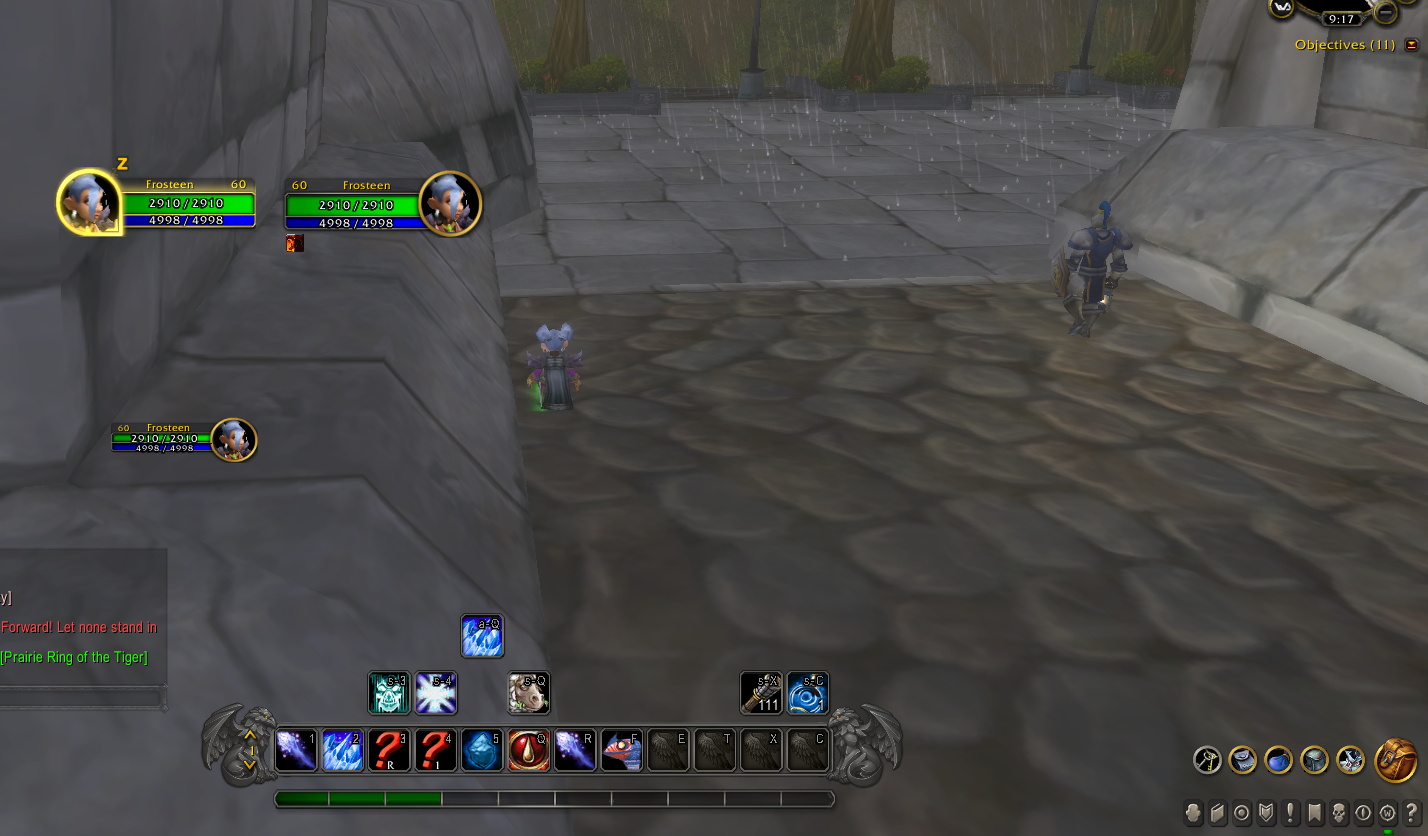 9:17
Objectives (11)
Z
Frosteen 60
2910 / 2910
4998 / 4998
60 Frosteen
2910 / 2910
4998 / 4998
60 Frosteen
2910 / 2910
4998 / 4998
y]
Forward! Let none stand in
[Prairie Ring of the Tiger]
a-Q
s-3 s-4 s-Q s-X s-C
111 1
1 2 3 4 5 Q R F E T X C
R 1
1